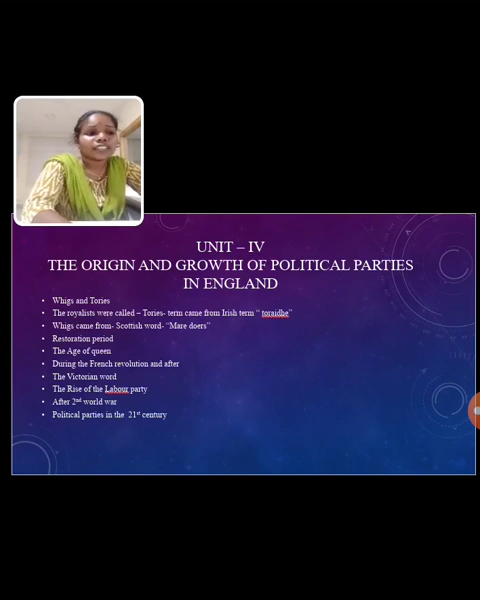 UNIT – IV
THE ORIGIN AND GROWTH OF POLITICAL PARTIES
IN ENGLAND
• Whigs and Tories
• The royalists were called – Tories- term came from Irish term “ toraidhe”
• Whigs came from- Scottish word- “Mare doers”
• Restoration period
• The Age of queen
• During the French revolution and after
• The Victorian word
• The Rise of the Labour party
• After 2nd world war
• Political parties in the 21st century